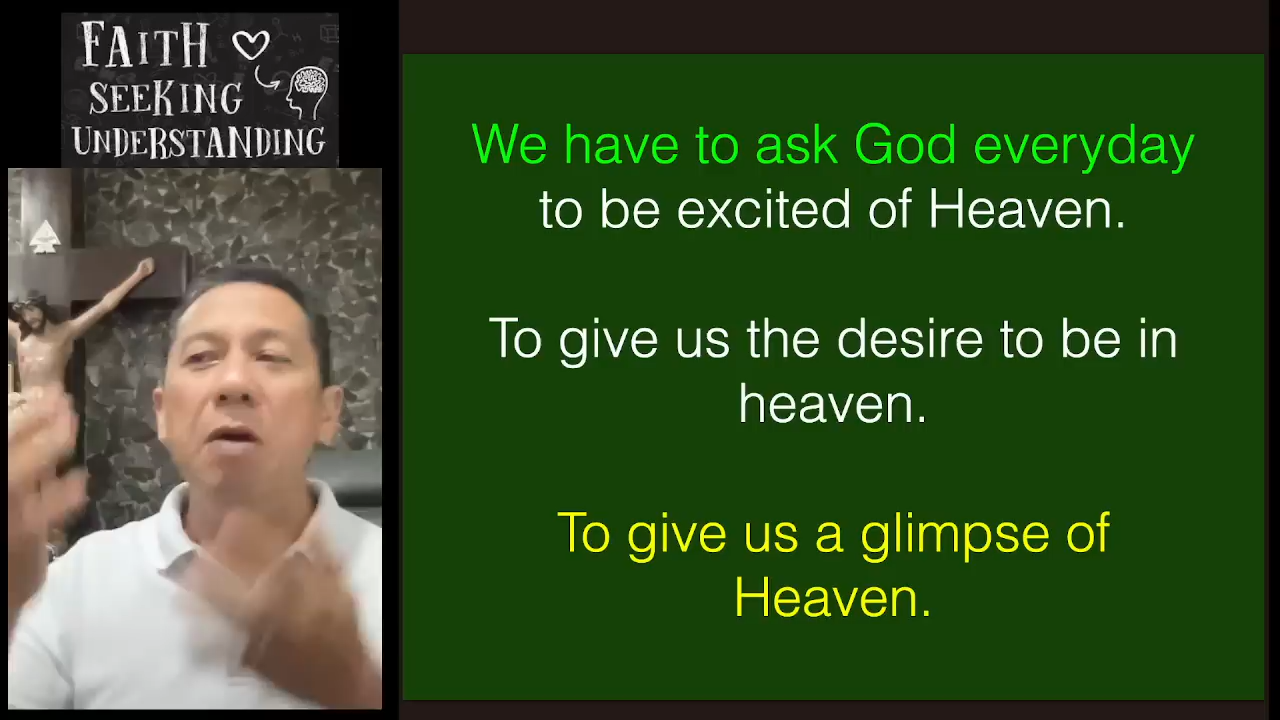 FAITH
SEEKING
UNDERSTANDING
We have to ask God everyday
to be excited of Heaven.
To give us the desire to be in
heaven.
To give us a glimpse of
Heaven.